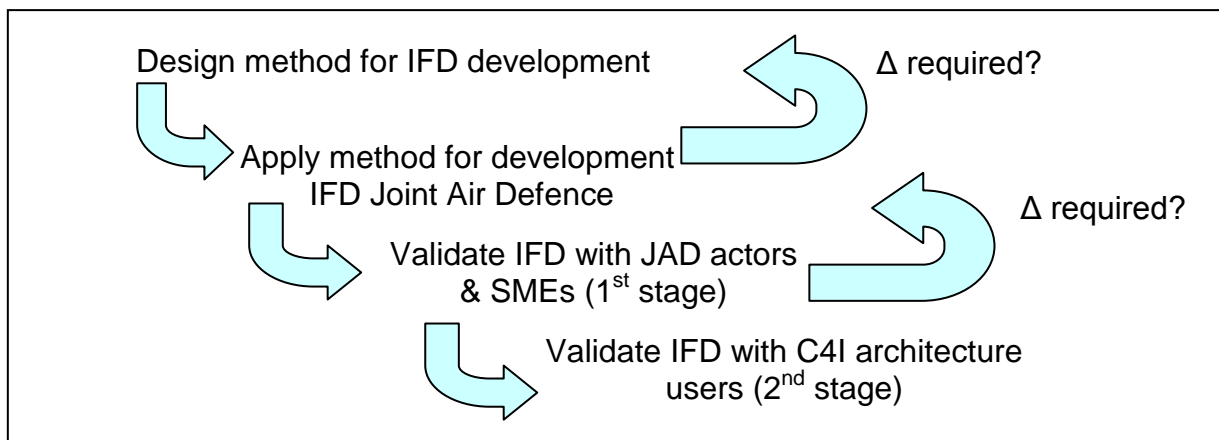 Design method for IFD development
Δ required?
Apply method for development
IFD Joint Air Defence
Δ required?
Validate IFD with JAD actors
& SMEs (1st stage)
Validate IFD with C4I architecture
users (2nd stage)